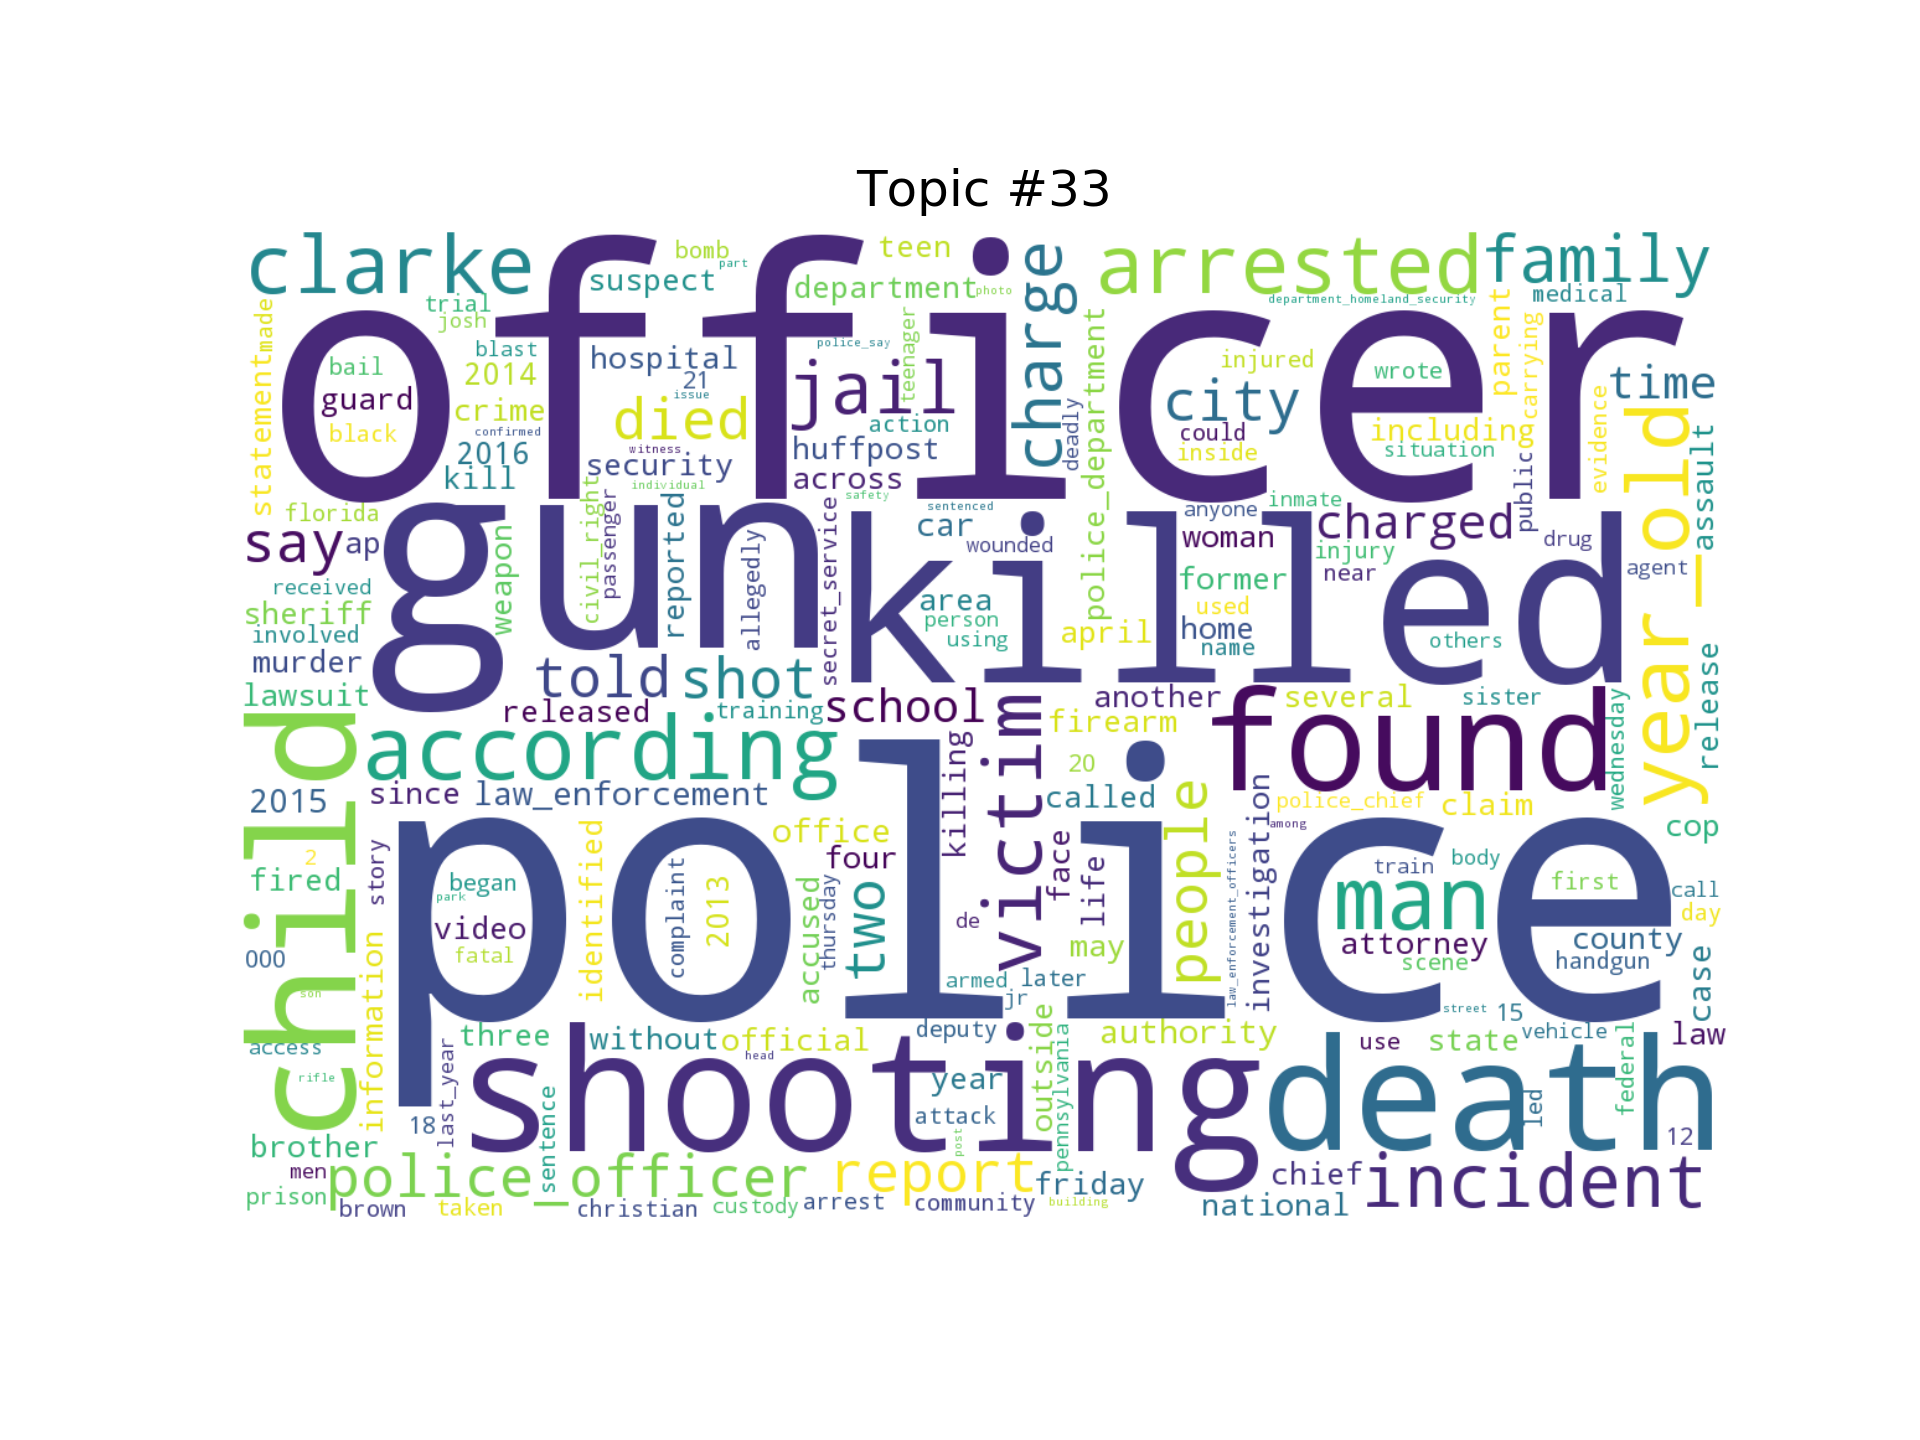 Topic #33
clarke
officer
bomb
part
teen
suspect
department
photo
charge
arrested
family
department_homeland_security
medical
trial
josh
statement
made
blast
2014
bail
guard
black
crime
confirmed
2016
kill
hospital
21
issue
died
witness
security
individual
police_say
teenager
jail
action
huffpost
across
safety
deadly
police_department
injured
city
could
inside
wrote
including
situation
parent
carrying
public
co
evidence
time
year_old
assault
florida
say
ap
received
sheriff
involved
murder
lawsuit
gun
weapon
civil_right
passenger
reported
allegedly
secret_service
killed
sentenced
car
wounded
area
person
using
april
anyone
woman
former
used
home
name
inmate
charged
injury
near
drug
agent
others
release
told
shot
released
training
school
another
several
sister
firearm
found
wednesday
child
according
2015
since
law_enforcement
killing
victim
20
called
people
investigation
police_chief
claim
among
cop
office
four
face
life
law_enforcement_officers
police
fired
2
story
began
park
video
fatal
identified
complaint
2013
accused
thursday
two
de
may
armed
later
jr
man
train
body
first
attorney
scene
county
handgun
call
day
case
000
son
information
access
rifle
three
without
official
head
deputy
outside
pennsylvania
authority
street
15
vehicle
use
state
federal
law
last_year
18
shooting
year
attack
post
death
led
12
brother
men
prison
police_officer
sentence
brown
taken
christian
custody
arrest
report
community
friday
building
chief
national
incident